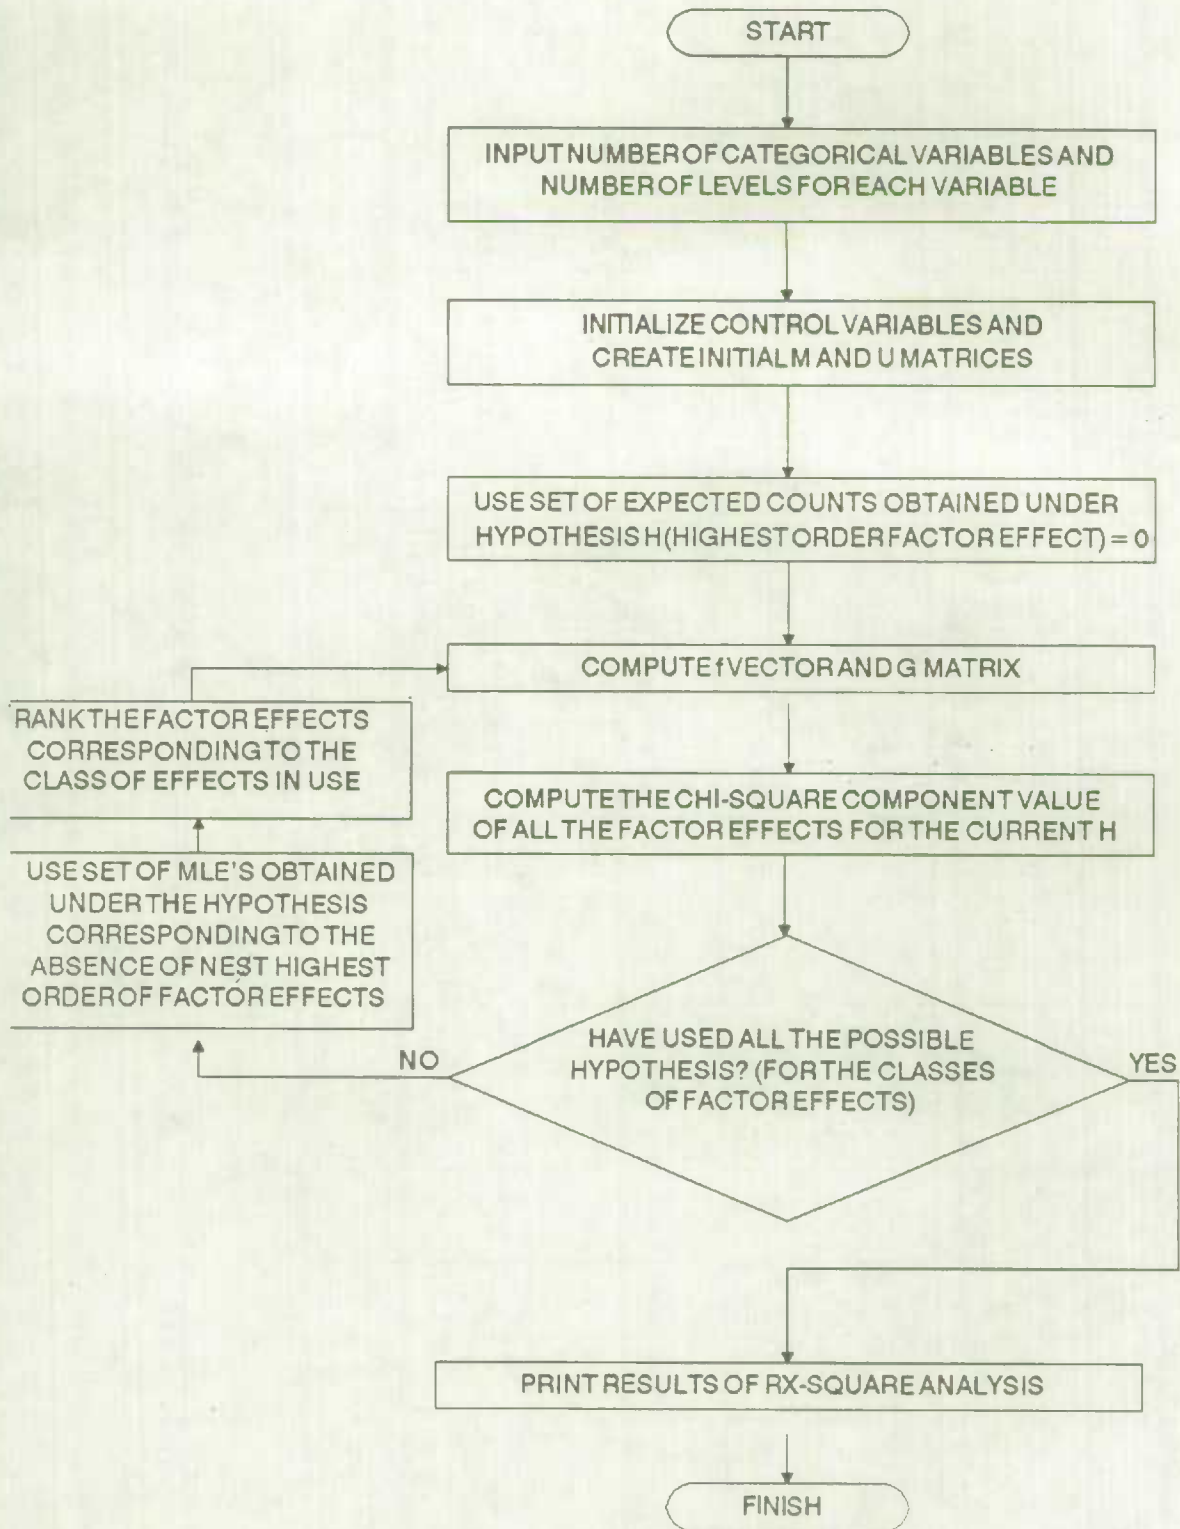 START
INPUT NUMBER OF CATEGORICAL VARIABLES AND
NUMBER OF LEVELS FOR EACH VARIABLE
INITIALIZE CONTROL VARIABLES AND
CREATE INITIAL M AND U MATRICES
USE SET OF EXPECTED COUNTS OBTAINED UNDER
HYPOTHESIS H (HIGHEST ORDER FACTOR EFFECT) = 0
COMPUTE f VECTOR AND G MATRIX
RANK THE FACTOR EFFECTS
CORRESPONDING TO THE
CLASS OF EFFECTS IN USE
COMPUTE THE CHI-SQUARE COMPONENT VALUE
OF ALL THE FACTOR EFFECTS FOR THE CURRENT H
USE SET OF MLE'S OBTAINED
UNDER THE HYPOTHESIS
CORRESPONDING TO THE
ABSENCE OF NEST HIGHEST
ORDER OF FACTOR EFFECTS
HAVE USED ALL THE POSSIBLE
HYPOTHESIS? (FOR THE CLASSES
OF FACTOR EFFECTS)
NO
YES
PRINT RESULTS OF RX-SQUARE ANALYSIS
FINISH